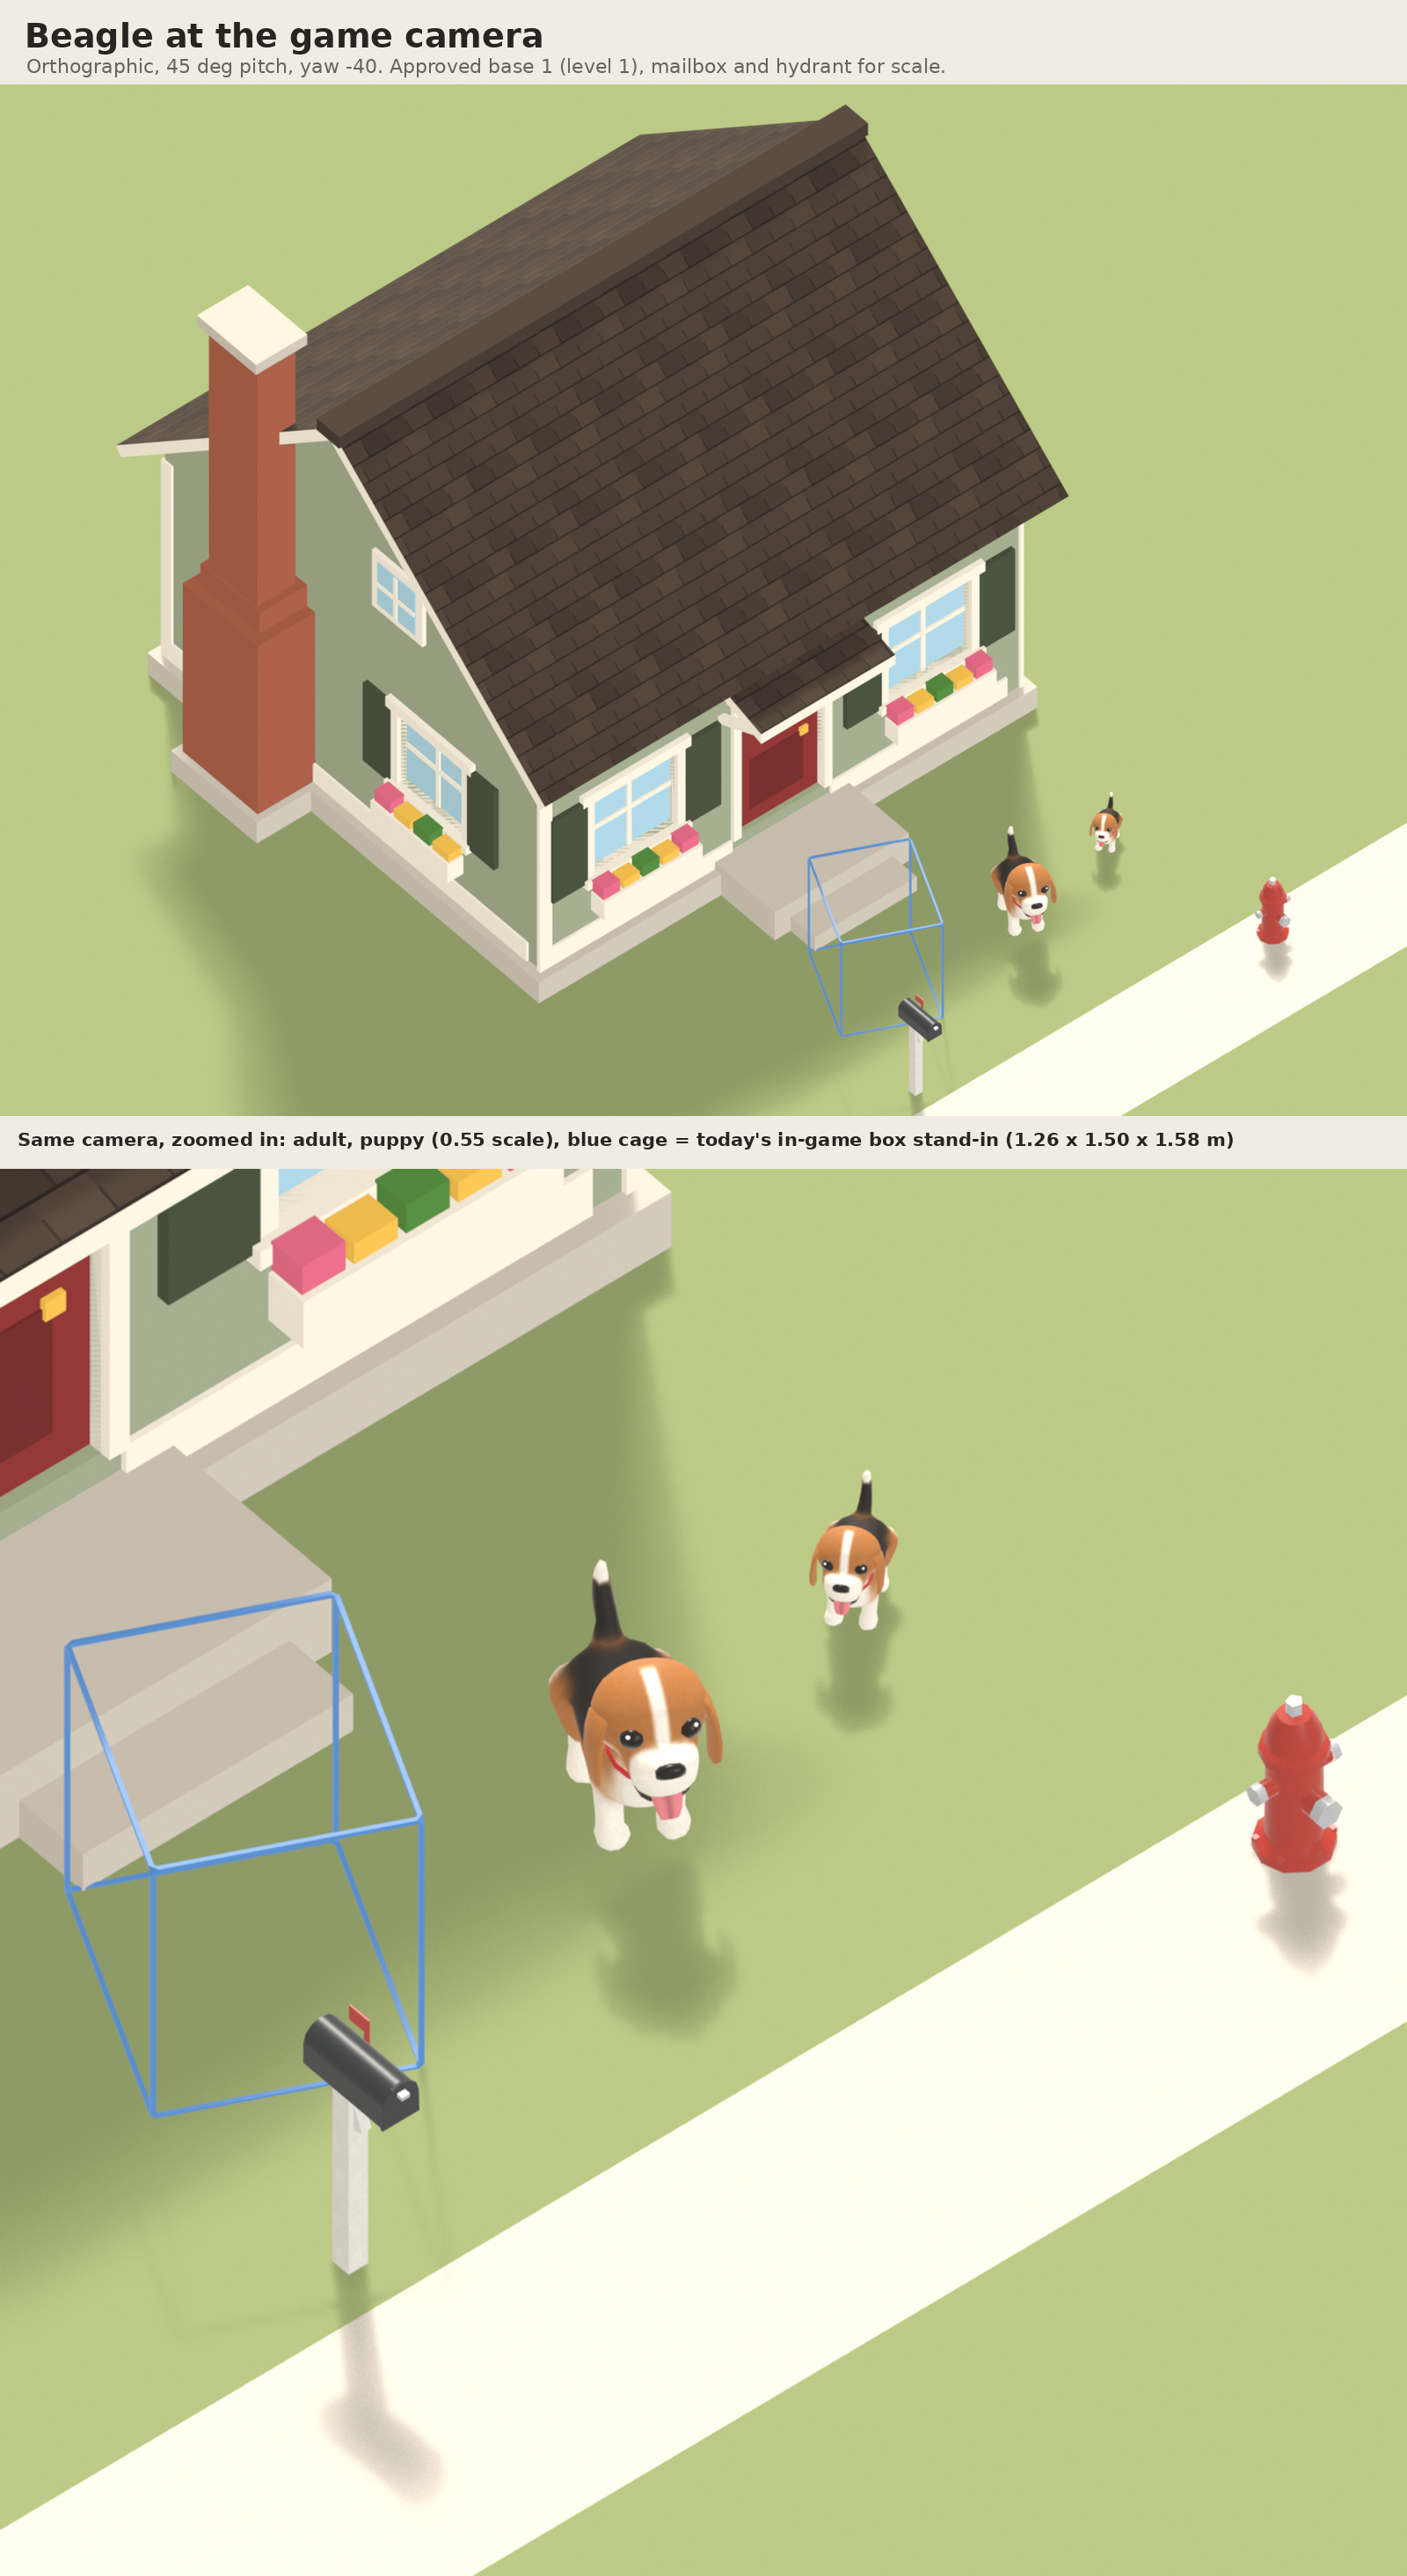 Beagle at the game camera
Orthographic, 45 deg pitch, yaw -40. Approved base 1 (level 1), mailbox and hydrant for scale.
Same camera, zoomed in: adult, puppy (0.55 scale), blue cage = today's in-game box stand-in (1.26 x 1.50 x 1.58 m)